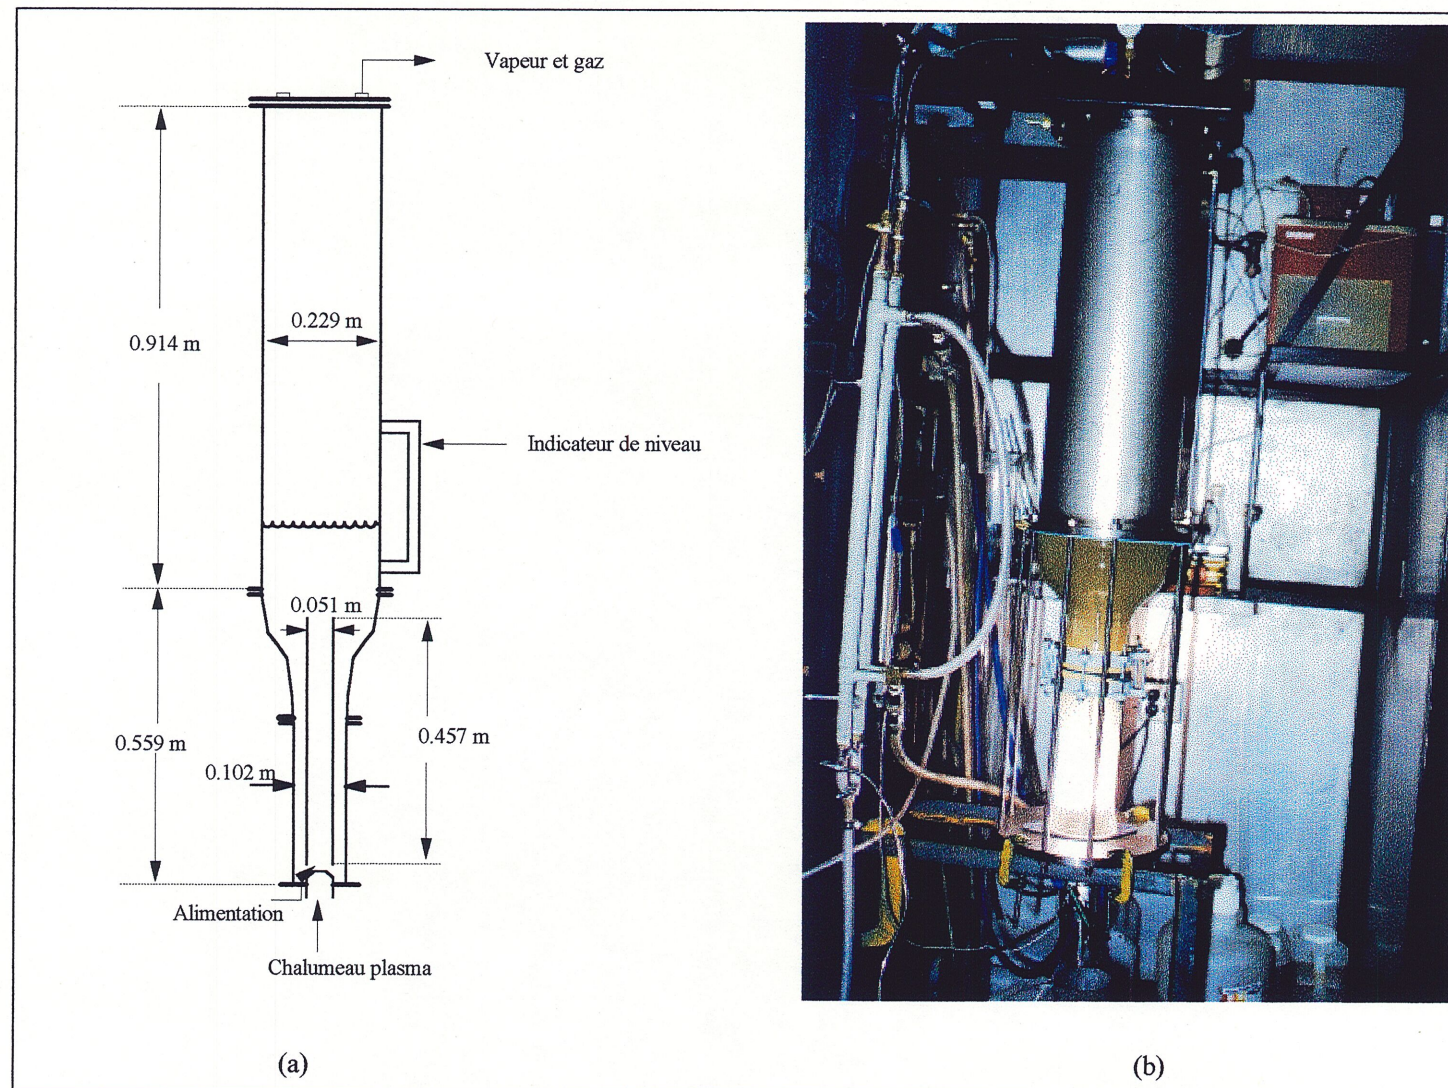 Vapeur et gaz
0.229 m
0.914 m
Indicateur de niveau
0.051 m
0.559 m
0.457 m
0.102 m
Alimentation
Chalumeau plasma
(a)
(b)